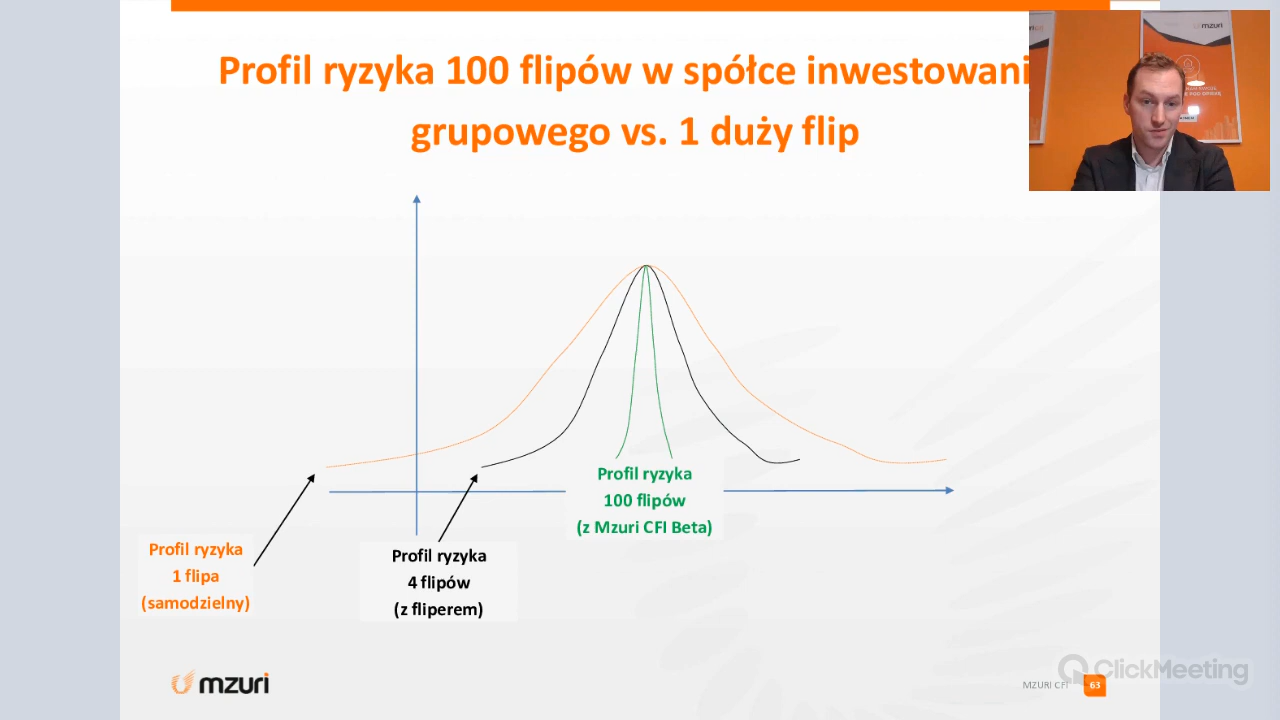 Profil ryzyka 100 flipów w spółce inwestowani
grupowego vs. 1 duży flip
mzuri
Profil ryzyka
100 flipów
(z Mzuri CFI Beta)
Profil ryzyka
1 flipa
(samodzielny)
Profil ryzyka
4 flipów
(z fliperem)
mzuri
MZURI CFI
63
ClickMeeting